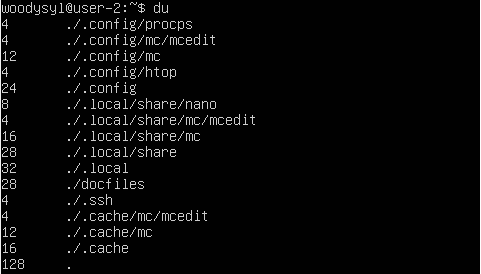 woodysyl@user-2:~$ du
4 ./.config/procps
4 ./.config/mc/mcedit
12 ./.config/mc
4 ./.config/htop
24 ./.config
8 ./.local/share/nano
4 ./.local/share/mc/mcedit
16 ./.local/share/mc
28 ./.local/share
32 ./.local
28 ./docfiles
4 ./.ssh
4 ./.cache/mc/mcedit
12 ./.cache/mc
16 ./.cache
128 .